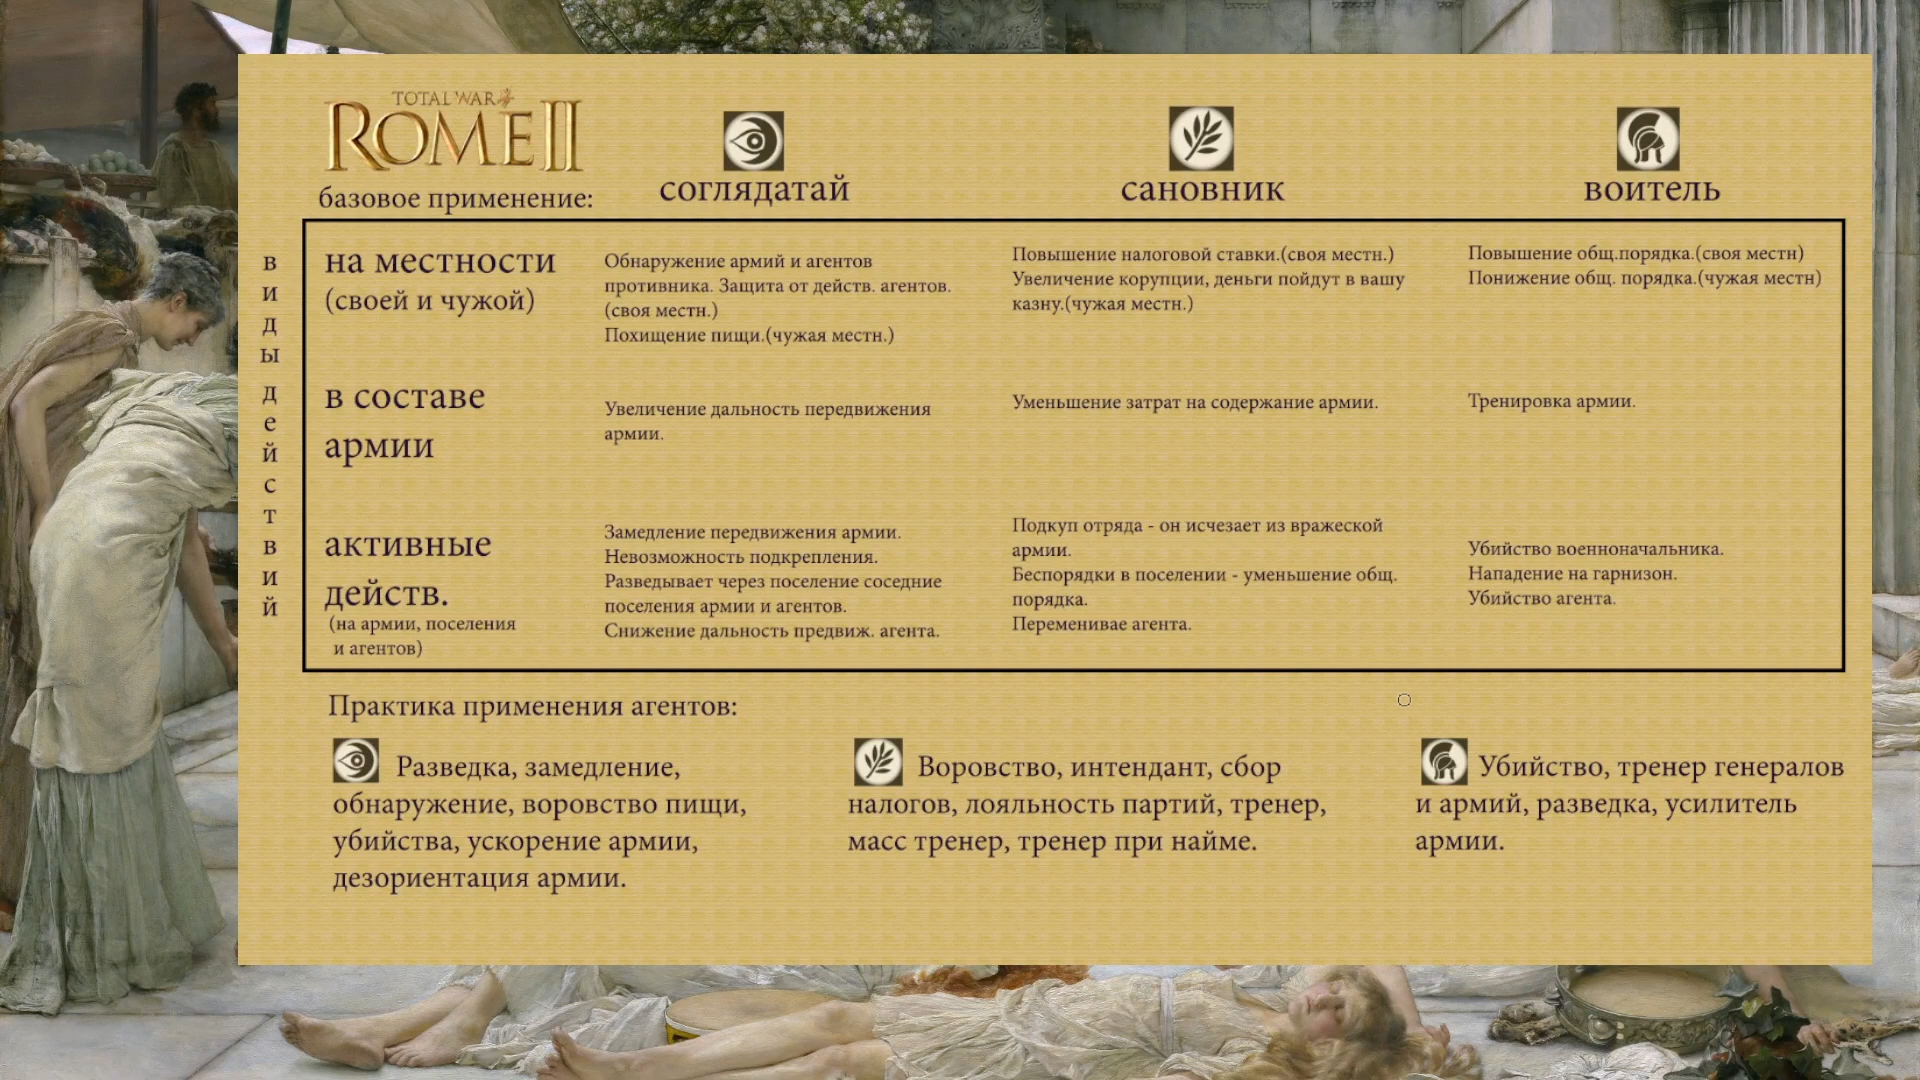 TOTAL WAR
ROME II
базовое применение:
соглядатай
сановник
воитель
виды действий
на местности
(своей и чужой)
Обнаружение армий и агентов
противника. Защита от действ. агентов.
(своя местн.)
Похищение пищи.(чужая местн.)
Повышение налоговой ставки.(своя местн.)
Увеличение корупции, деньги пойдут в вашу
казну.(чужая местн.)
Повышение общ.порядка.(своя местн)
Понижение общ. порядка.(чужая местн)
в составе
армии
Увеличение дальность передвижения
армии.
Уменьшение затрат на содержание армии.
Тренировка армии.
активные
действ.
(на армии, поселения
и агентов)
Замедление передвижения армии.
Невозможность подкрепления.
Разведывает через поселение соседние
поселения армии и агентов.
Снижение дальность предвиж. агента.
Подкуп отряда - он исчезает из вражеской
армии.
Беспорядки в поселении - уменьшение общ.
порядка.
Переменивае агента.
Убийство военноначальника.
Нападение на гарнизон.
Убийство агента.
Практика применения агентов:
Разведка, замедление,
обнаружение, воровство пищи,
убийства, ускорение армии,
дезориентация армии.
Воровство, интендант, сбор
налогов, лояльность партий, тренер,
масс тренер, тренер при найме.
Убийство, тренер генералов
и армий, разведка, усилитель
армии.